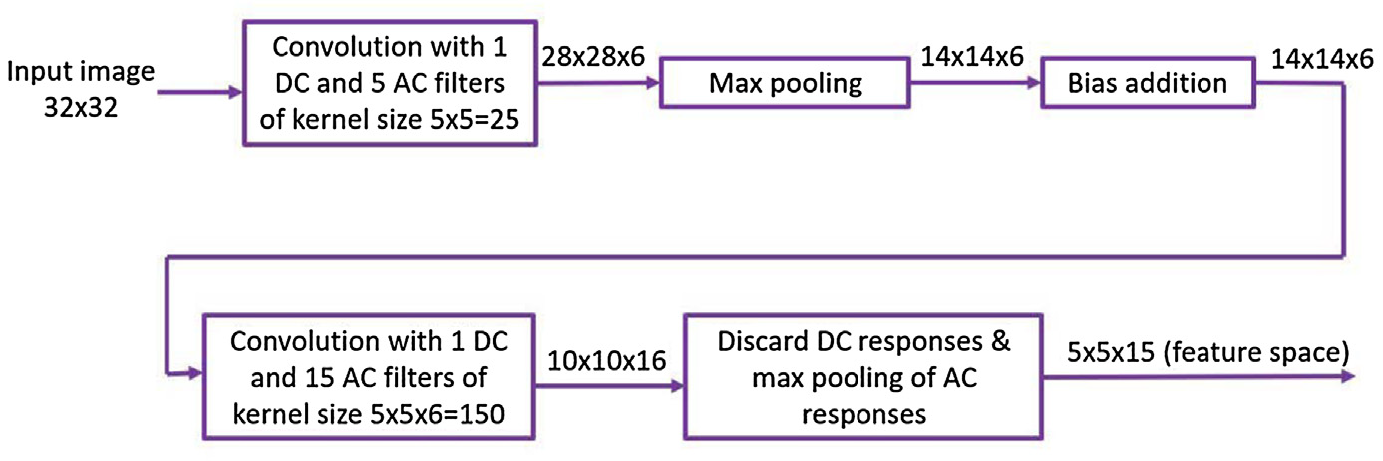 Input image
32x32
Convolution with 1
DC and 5 AC filters
of kernel size 5x5=25
28x28x6
Max pooling
14x14x6
Bias addition
14x14x6
Convolution with 1 DC
and 15 AC filters of
kernel size 5x5x6=150
10x10x16
Discard DC responses &
max pooling of AC
responses
5x5x15 (feature space)